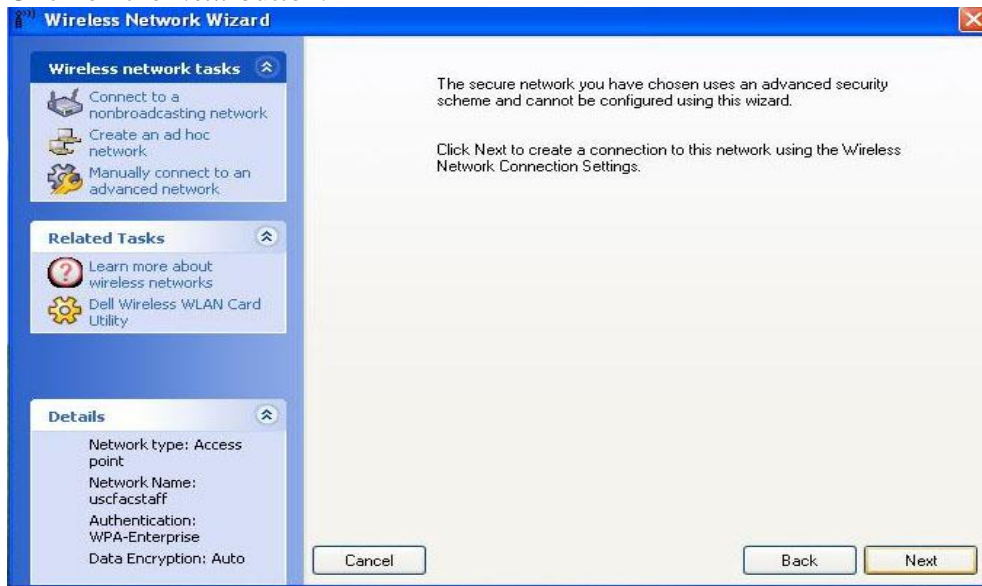 Wireless Network Wizard
Wireless network tasks
Connect to a
nonbroadcasting network
Create an ad hoc
network
Manually connect to an
advanced network
Related Tasks
Learn more about
wireless networks
Dell Wireless WLAN Card
Utility
Details
Network type: Access
point
Network Name:
uscfacstaff
Authentication:
WPA-Enterprise
Data Encryption: Auto
The secure network you have chosen uses an advanced security
scheme and cannot be configured using this wizard.
Click Next to create a connection to this network using the Wireless
Network Connection Settings.
Cancel
Back
Next